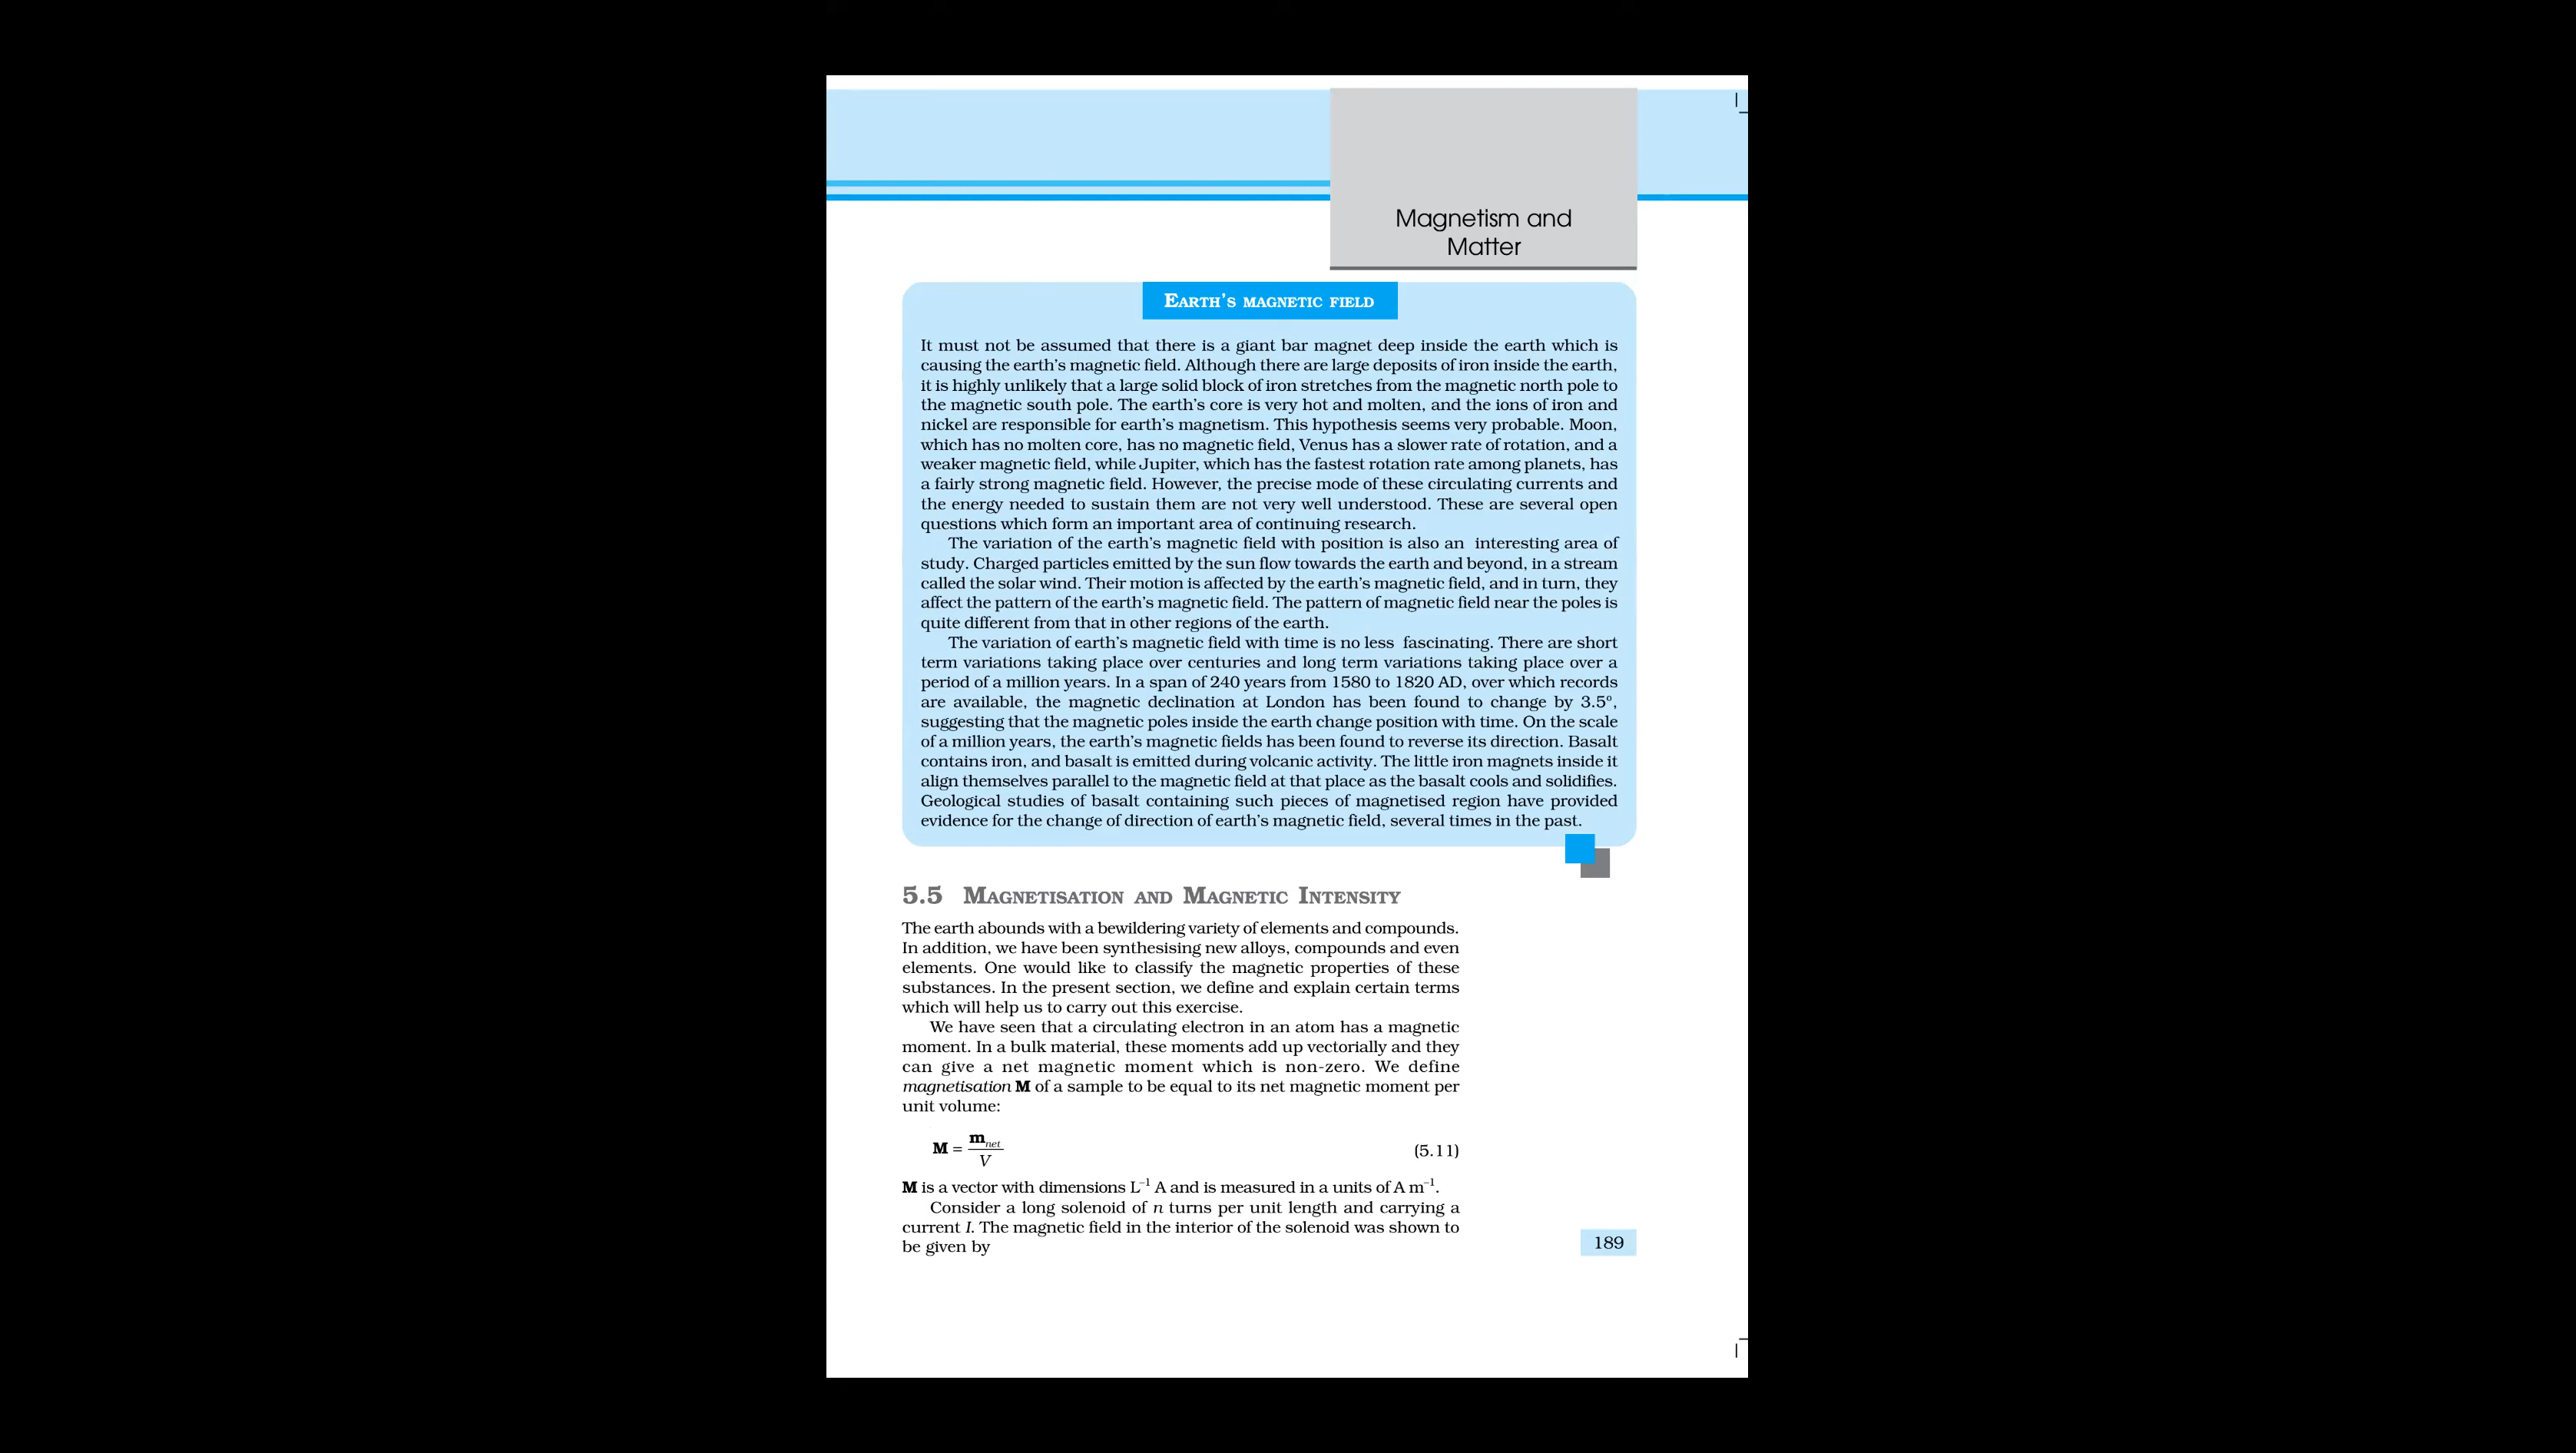 Magnetism and
Matter
EARTH'S MAGNETIC FIELD
It must not be assumed that there is a giant bar magnet deep inside the earth which is
causing the earth's magnetic field. Although there are large deposits of iron inside the earth,
it is highly unlikely that a large solid block of iron stretches from the magnetic north pole to
the magnetic south pole. The earth's core is very hot and molten, and the ions of iron and
nickel are responsible for earth's magnetism. This hypothesis seems very probable. Moon,
which has no molten core, has no magnetic field, Venus has a slower rate of rotation, and a
weaker magnetic field, while Jupiter, which has the fastest rotation rate among planets, has
a fairly strong magnetic field. However, the precise mode of these circulating currents and
the energy needed to sustain them are not very well understood. These are several open
questions which form an important area of continuing research.
The variation of the earth's magnetic field with position is also an interesting area of
study. Charged particles emitted by the sun flow towards the earth and beyond, in a stream
called the solar wind. Their motion is affected by the earth's magnetic field, and in turn, they
affect the pattern of the earth's magnetic field. The pattern of magnetic field near the poles is
quite different from that in other regions of the earth.
The variation of earth's magnetic field with time is no less fascinating. There are short
term variations taking place over centuries and long term variations taking place over a
period of a million years. In a span of 240 years from 1580 to 1820 AD, over which records
are available, the magnetic declination at London has been found to change by 3.5°,
suggesting that the magnetic poles inside the earth change position with time. On the scale
of a million years, the earth's magnetic fields has been found to reverse its direction. Basalt
contains iron, and basalt is emitted during volcanic activity. The little iron magnets inside it
align themselves parallel to the magnetic field at that place as the basalt cools and solidifies.
Geological studies of basalt containing such pieces of magnetised region have provided
evidence for the change of direction of earth's magnetic field, several times in the past.
5.5 MAGNETISATION AND MAGNETIC INTENSITY
The earth abounds with a bewildering variety of elements and compounds.
In addition, we have been synthesising new alloys, compounds and even
elements. One would like to classify the magnetic properties of these
substances. In the present section, we define and explain certain terms
which will help us to carry out this exercise.
We have seen that a circulating electron in an atom has a magnetic
moment. In a bulk material, these moments add up vectorially and they
can give a net magnetic moment which is non-zero. We define
magnetisation M of a sample to be equal to its net magnetic moment per
unit volume:
M = m_net / V (5.11)
M is a vector with dimensions L⁻¹ A and is measured in a units of A m⁻¹.
Consider a long solenoid of n turns per unit length and carrying a
current I. The magnetic field in the interior of the solenoid was shown to
be given by
189